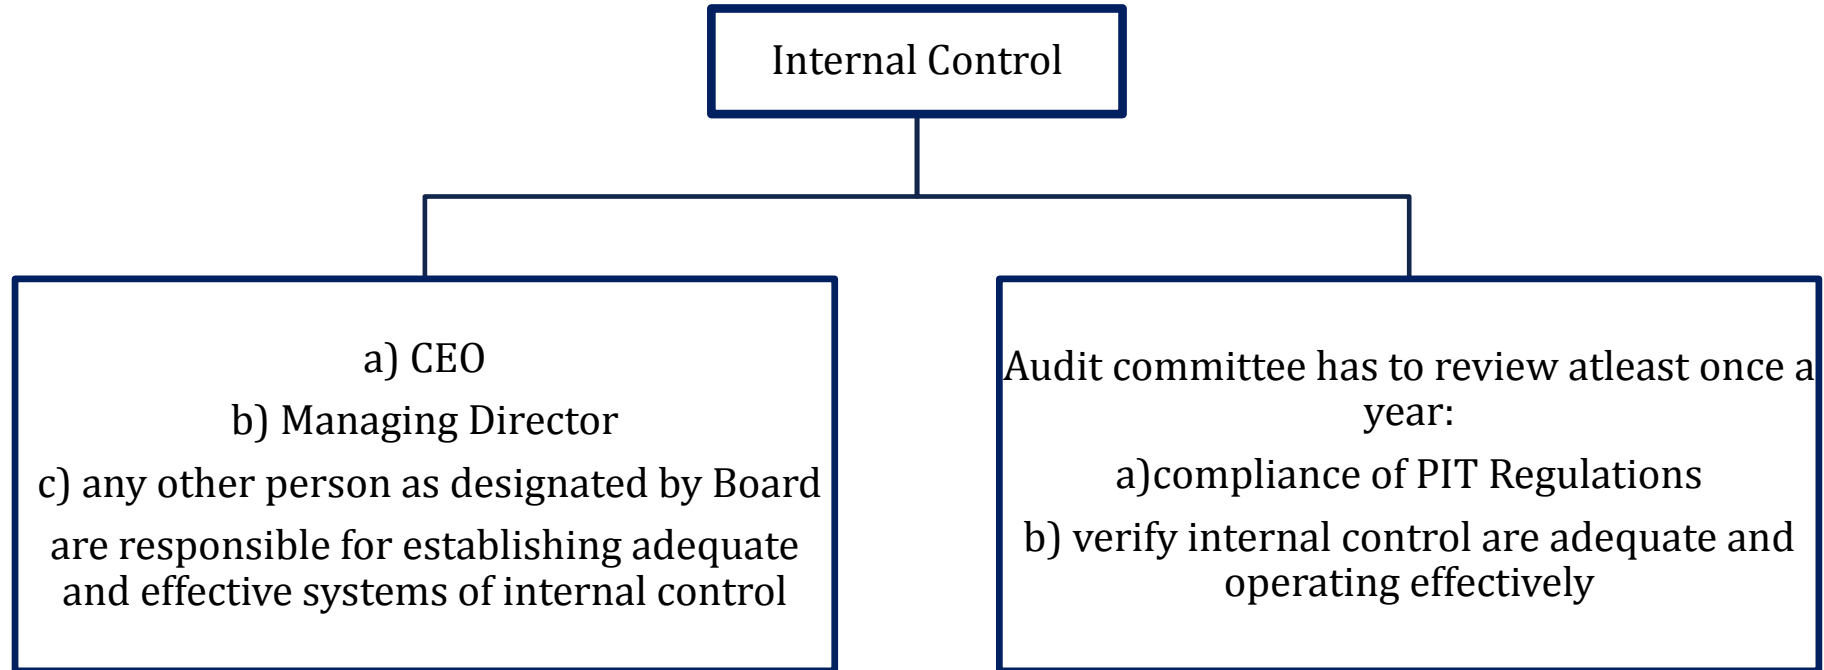 Internal Control
a) CEO
b) Managing Director
c) any other person as designated by Board
are responsible for establishing adequate
and effective systems of internal control
Audit committee has to review atleast once a
year:
a)compliance of PIT Regulations
b) verify internal control are adequate and
operating effectively